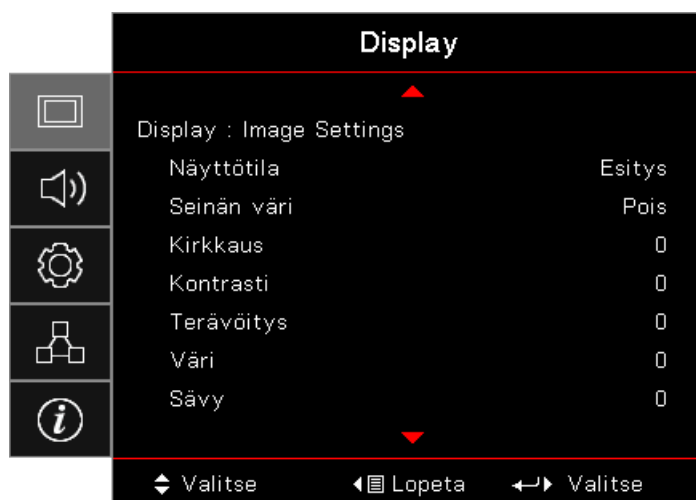 Display
Display : Image Settings
Näyttötila Esitys
Seinän väri Pois
Kirkkaus 0
Kontrasti 0
Terävöitys 0
Väri 0
Sävy 0
Valitse Lopeta Valitse